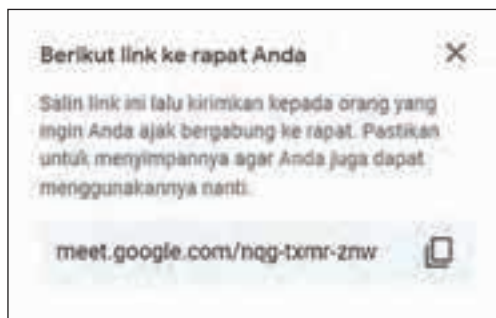 Berikut link ke rapat Anda
Salin link ini lalu kirimkan kepada orang yang
ingin Anda ajak bergabung ke rapat. Pastikan
untuk menyimpannya agar Anda juga dapat
menggunakannya nanti.
meet.google.com/nqg-txmr-znw